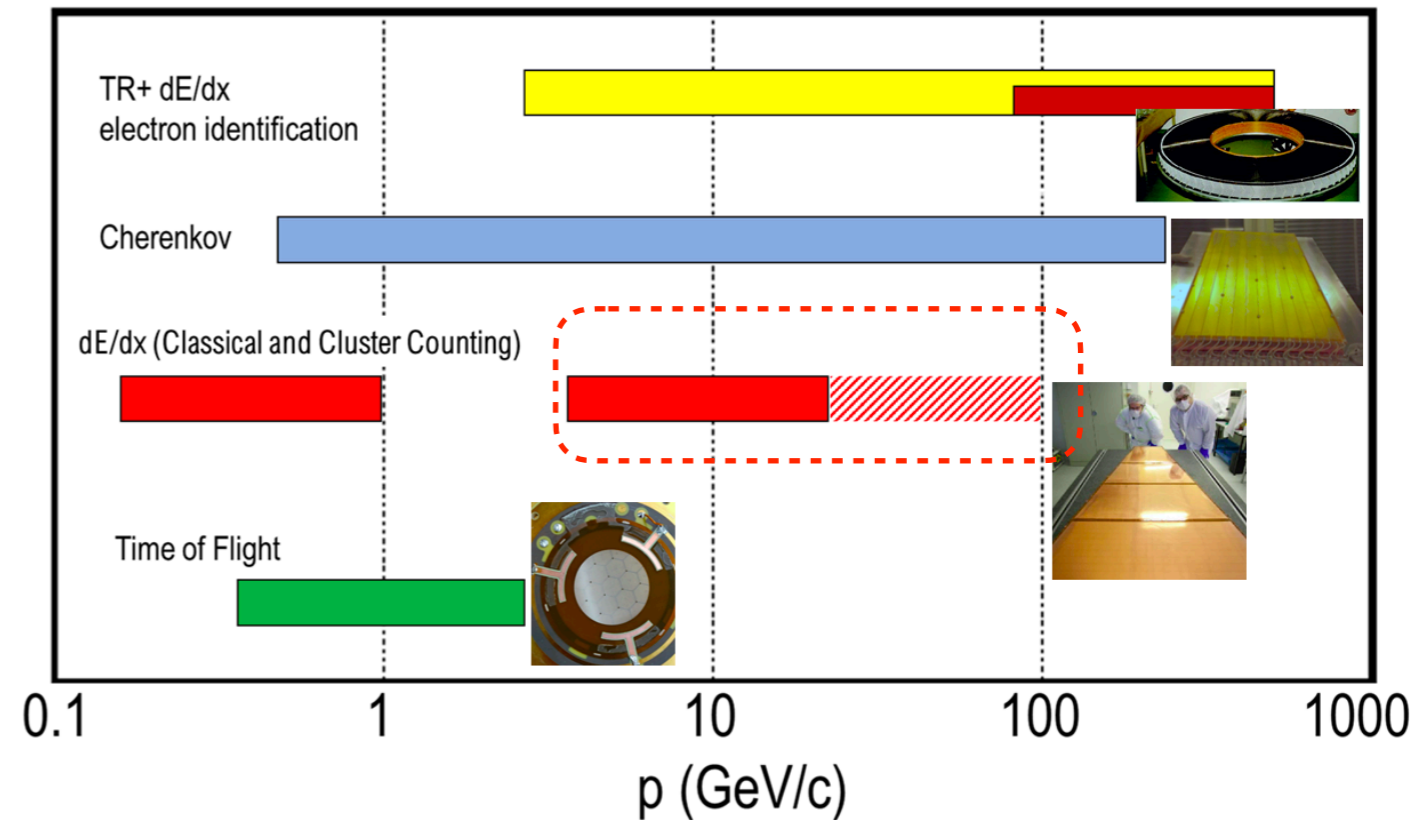 TR+ dE/dx
electron identification
Cherenkov
dE/dx (Classical and Cluster Counting)
Time of Flight
0.1 1 10 100 1000
p (GeV/c)